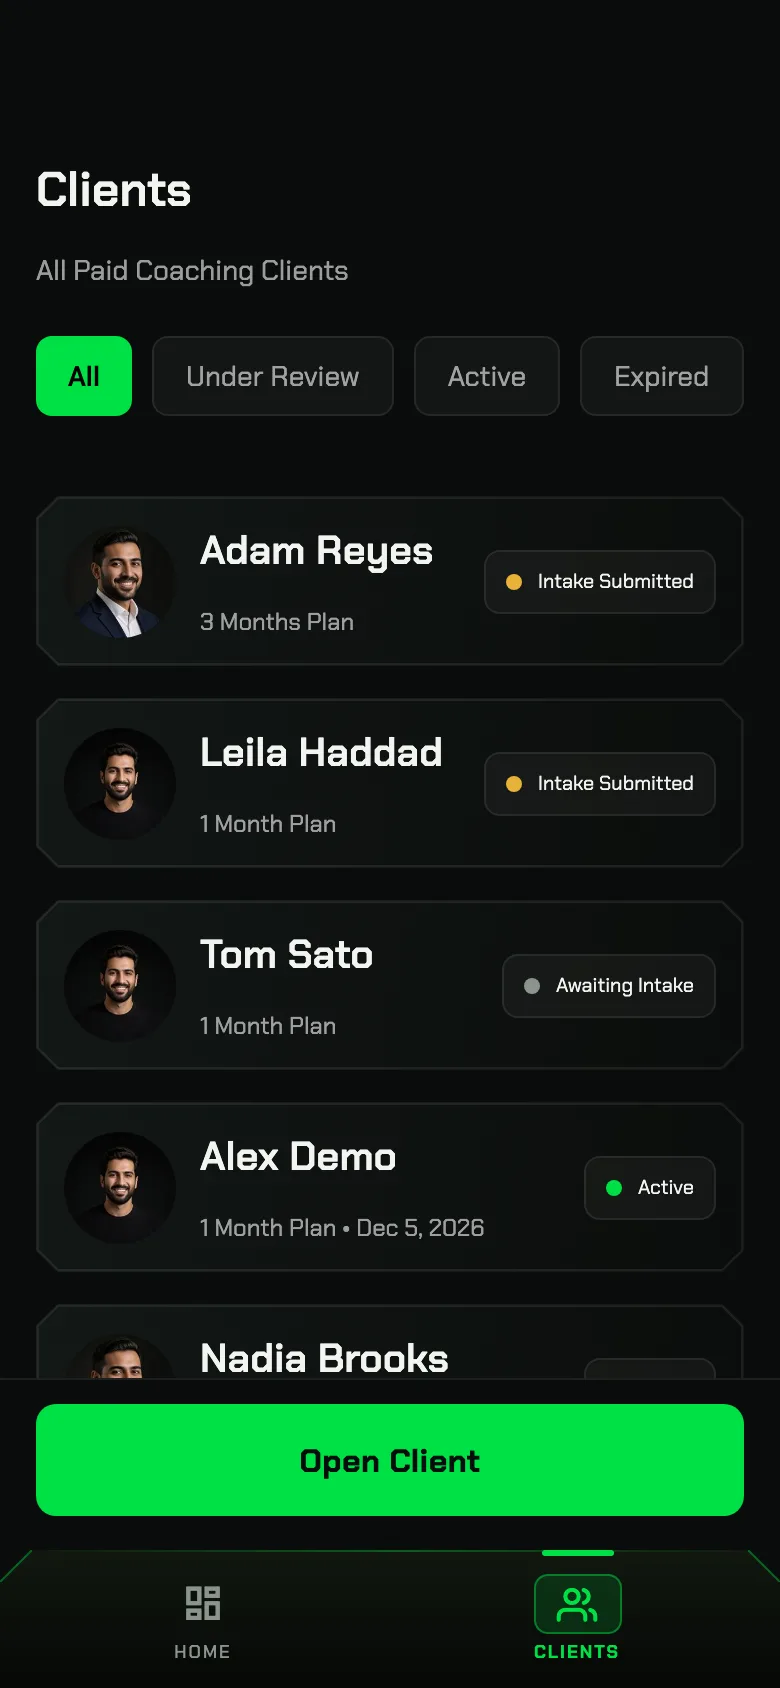 Clients
All Paid Coaching Clients
All
Under Review
Active
Expired
Adam Reyes
3 Months Plan
Intake Submitted
Leila Haddad
1 Month Plan
Intake Submitted
Tom Sato
1 Month Plan
Awaiting Intake
Alex Demo
1 Month Plan • Dec 5, 2026
Active
Nadia Brooks
Open Client
HOME
CLIENTS